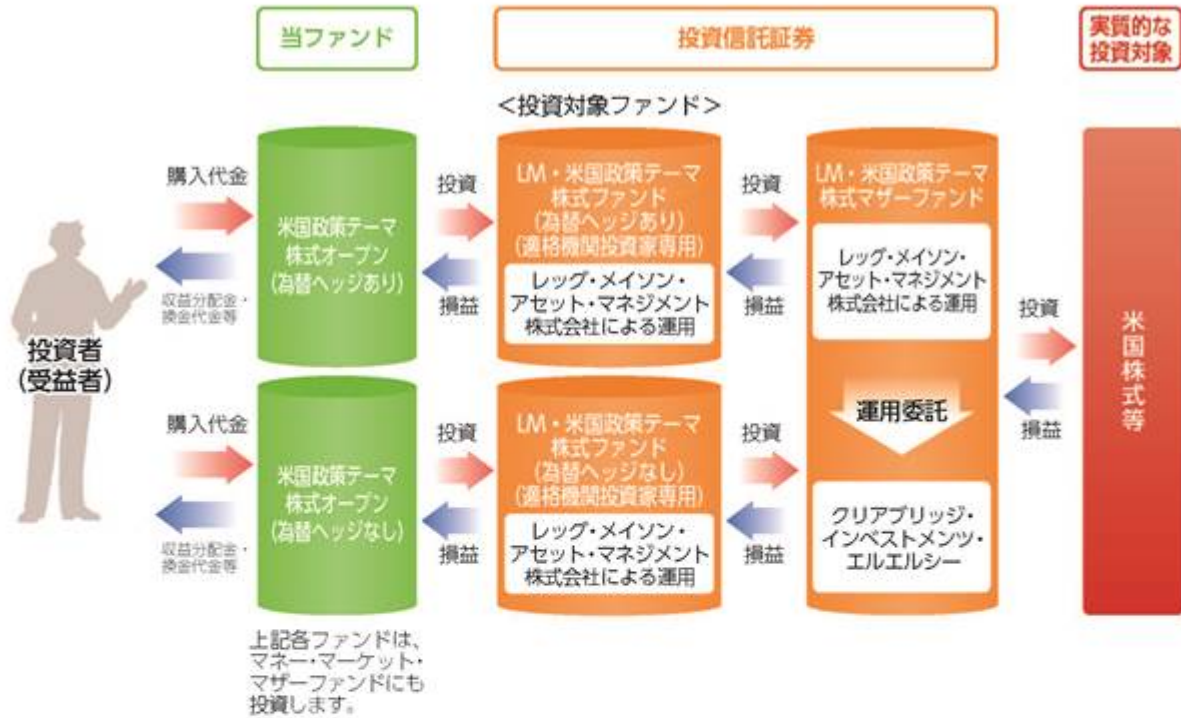 当ファンド
投資信託証券
実質的な
投資対象
<投資対象ファンド>
投資者
(受益者)
購入代金
収益分配金・
換金代金等
米国政策テーマ
株式オープン
(為替ヘッジあり)
投資
損益
LM・米国政策テーマ
株式ファンド
(為替ヘッジあり)
(適格機関投資家専用)
レッグ・メイソン・
アセット・マネジメント
株式会社による運用
投資
損益
LM・米国政策テーマ
株式マザーファンド
レッグ・メイソン・
アセット・マネジメント
株式会社による運用
運用委託
クリアブリッジ・
インベストメンツ・
エルエルシー
投資
損益
米国株式等
購入代金
収益分配金・
換金代金等
米国政策テーマ
株式オープン
(為替ヘッジなし)
投資
損益
LM・米国政策テーマ
株式ファンド
(為替ヘッジなし)
(適格機関投資家専用)
レッグ・メイソン・
アセット・マネジメント
株式会社による運用
投資
損益
上記各ファンドは、
マネー・マーケット・
マザーファンドにも
投資します。